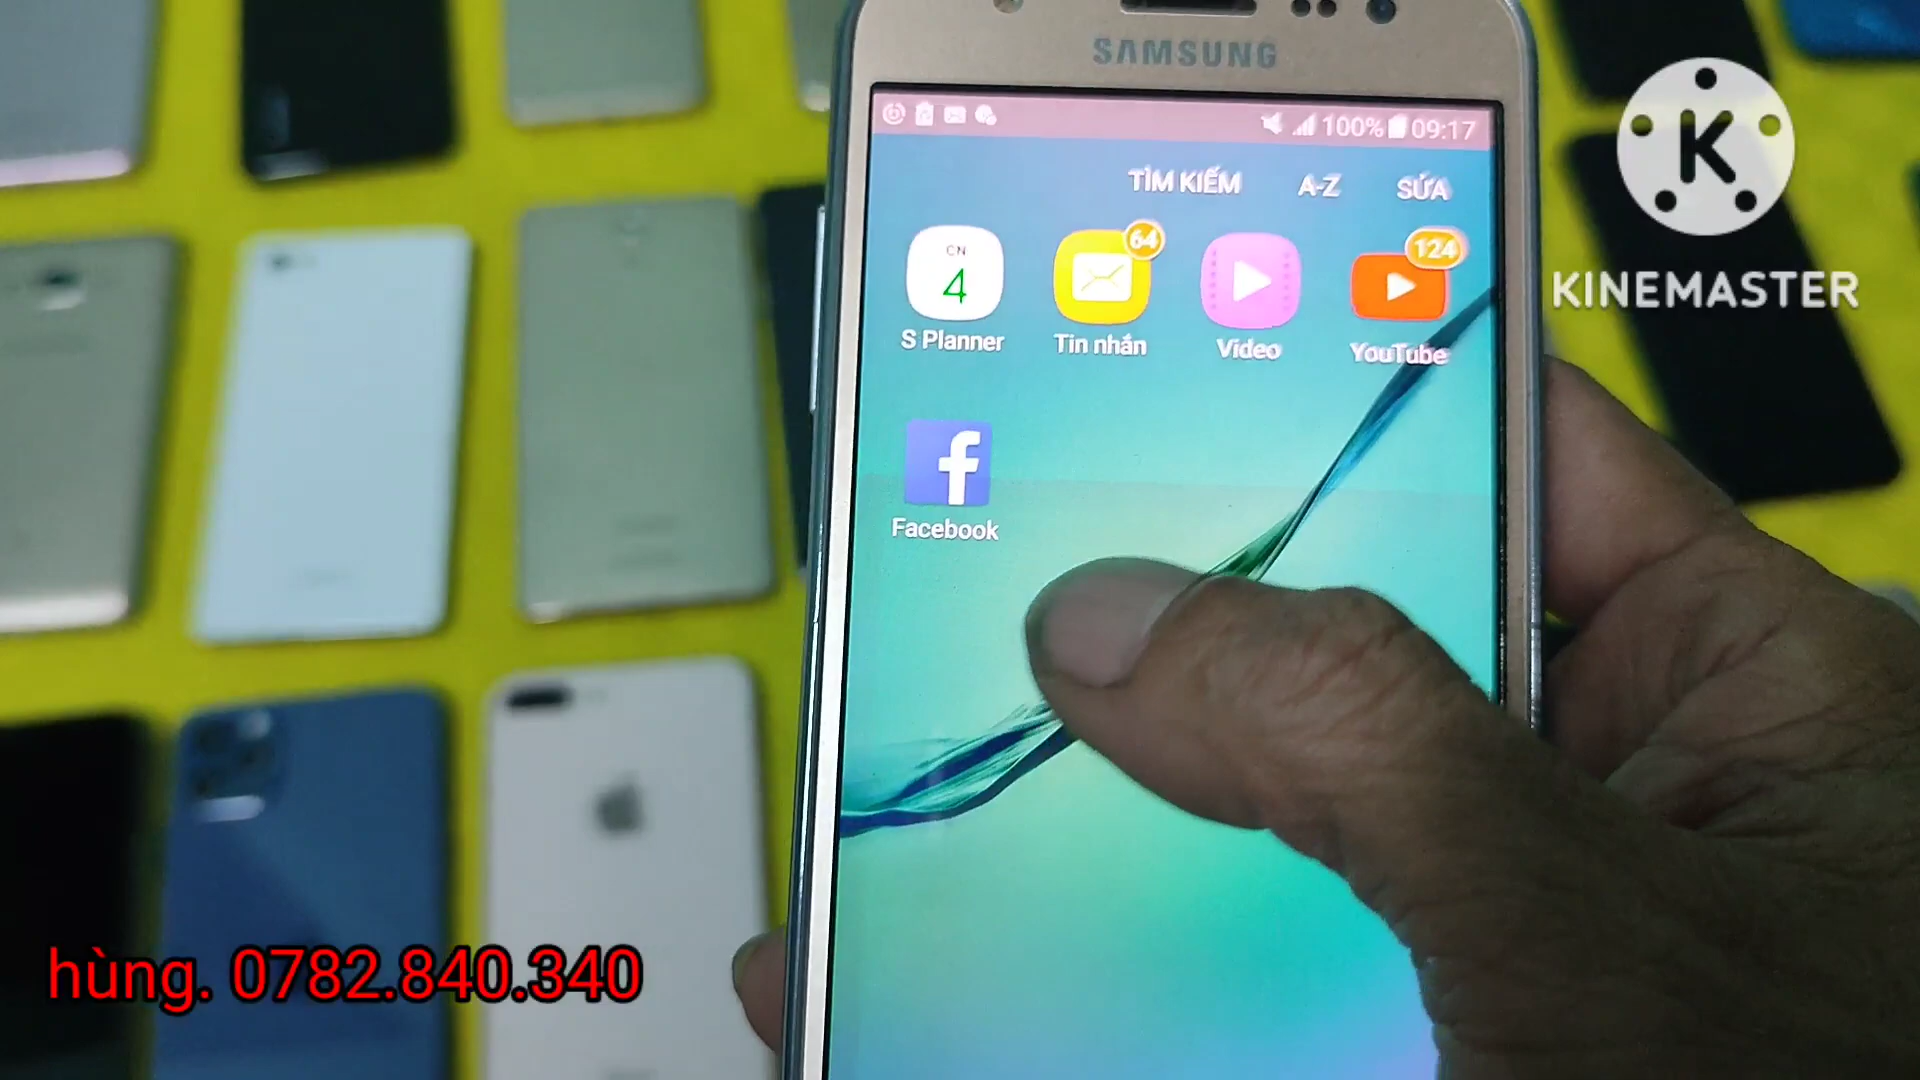 SAMSUNG
100% 09:17
TÌM KIẾM A-Z SỬA
CN
4
64
124
S Planner Tin nhắn Video YouTube
f
Facebook
K
KINEMASTER
hùng. 0782.840.340